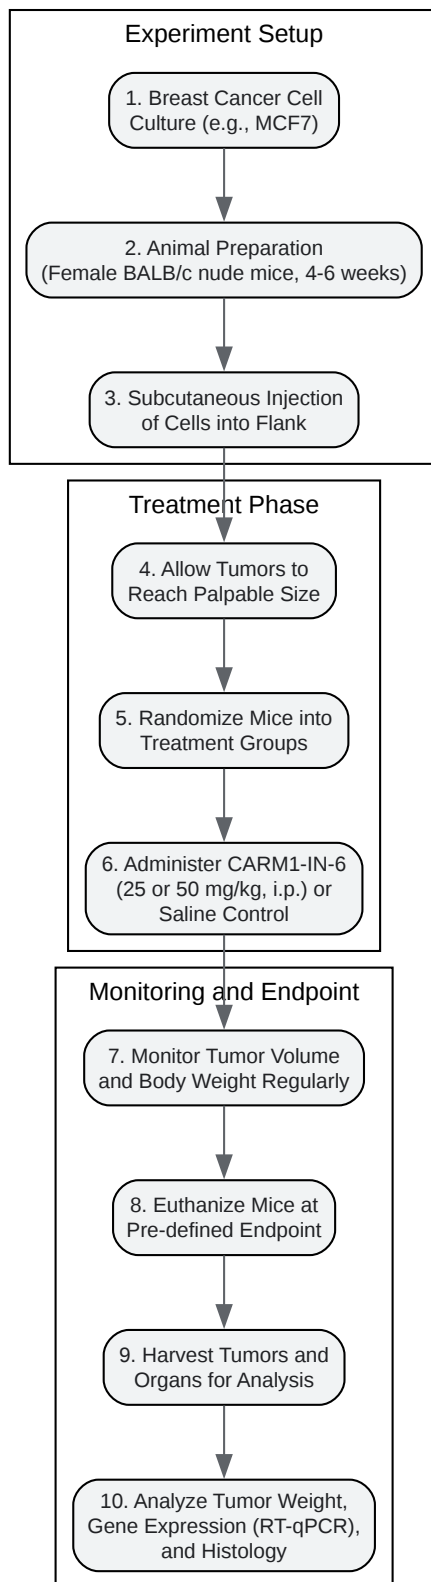 Experiment Setup
1. Breast Cancer Cell
Culture (e.g., MCF7)
2. Animal Preparation
(Female BALB/c nude mice, 4-6 weeks)
3. Subcutaneous Injection
of Cells into Flank
Treatment Phase
4. Allow Tumors to
Reach Palpable Size
5. Randomize Mice into
Treatment Groups
6. Administer CARM1-IN-6
(25 or 50 mg/kg, i.p.) or
Saline Control
Monitoring and Endpoint
7. Monitor Tumor Volume
and Body Weight Regularly
8. Euthanize Mice at
Pre-defined Endpoint
9. Harvest Tumors and
Organs for Analysis
10. Analyze Tumor Weight,
Gene Expression (RT-qPCR),
and Histology